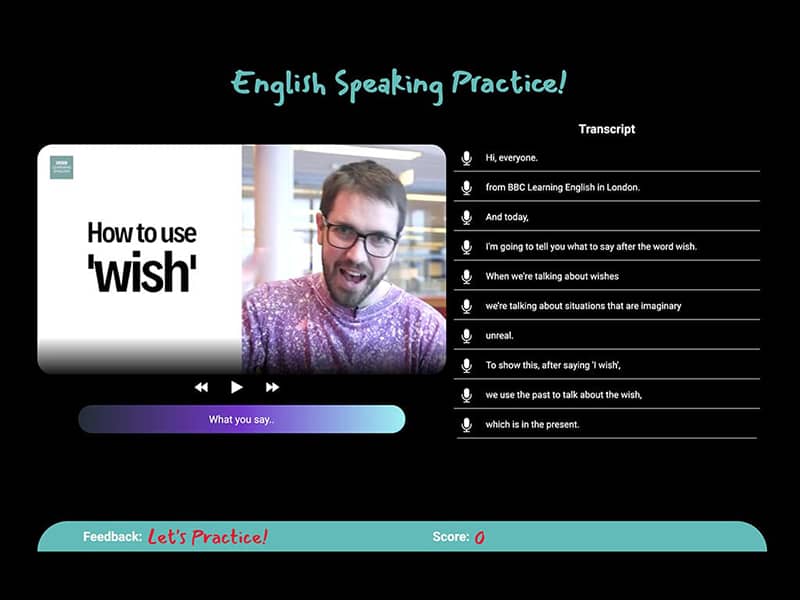 English Speaking Practice!
BBC
LEARNING
ENGLISH
How to use
'wish'
What you say..
Transcript
Hi, everyone.
from BBC Learning English in London.
And today,
I'm going to tell you what to say after the word wish.
When we're talking about wishes
we're talking about situations that are imaginary
unreal.
To show this, after saying 'I wish',
we use the past to talk about the wish,
which is in the present.
Feedback: Let's Practice!
Score: 0